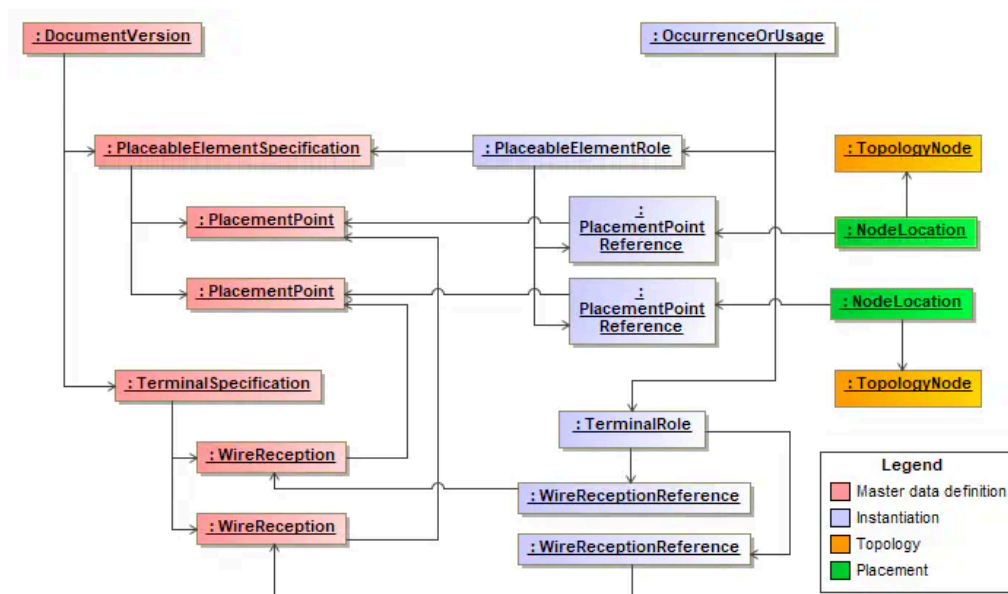 : DocumentVersion
: OccurrenceOrUsage
: PlaceableElementSpecification
: PlaceableElementRole
: TopologyNode
: PlacementPoint
:
PlacementPoint
Reference
: NodeLocation
: PlacementPoint
:
PlacementPoint
Reference
: NodeLocation
: TerminalSpecification
: TopologyNode
: TerminalRole
: WireReception
: WireReceptionReference
: WireReception
: WireReceptionReference
Legend
Master data definition
Instantiation
Topology
Placement